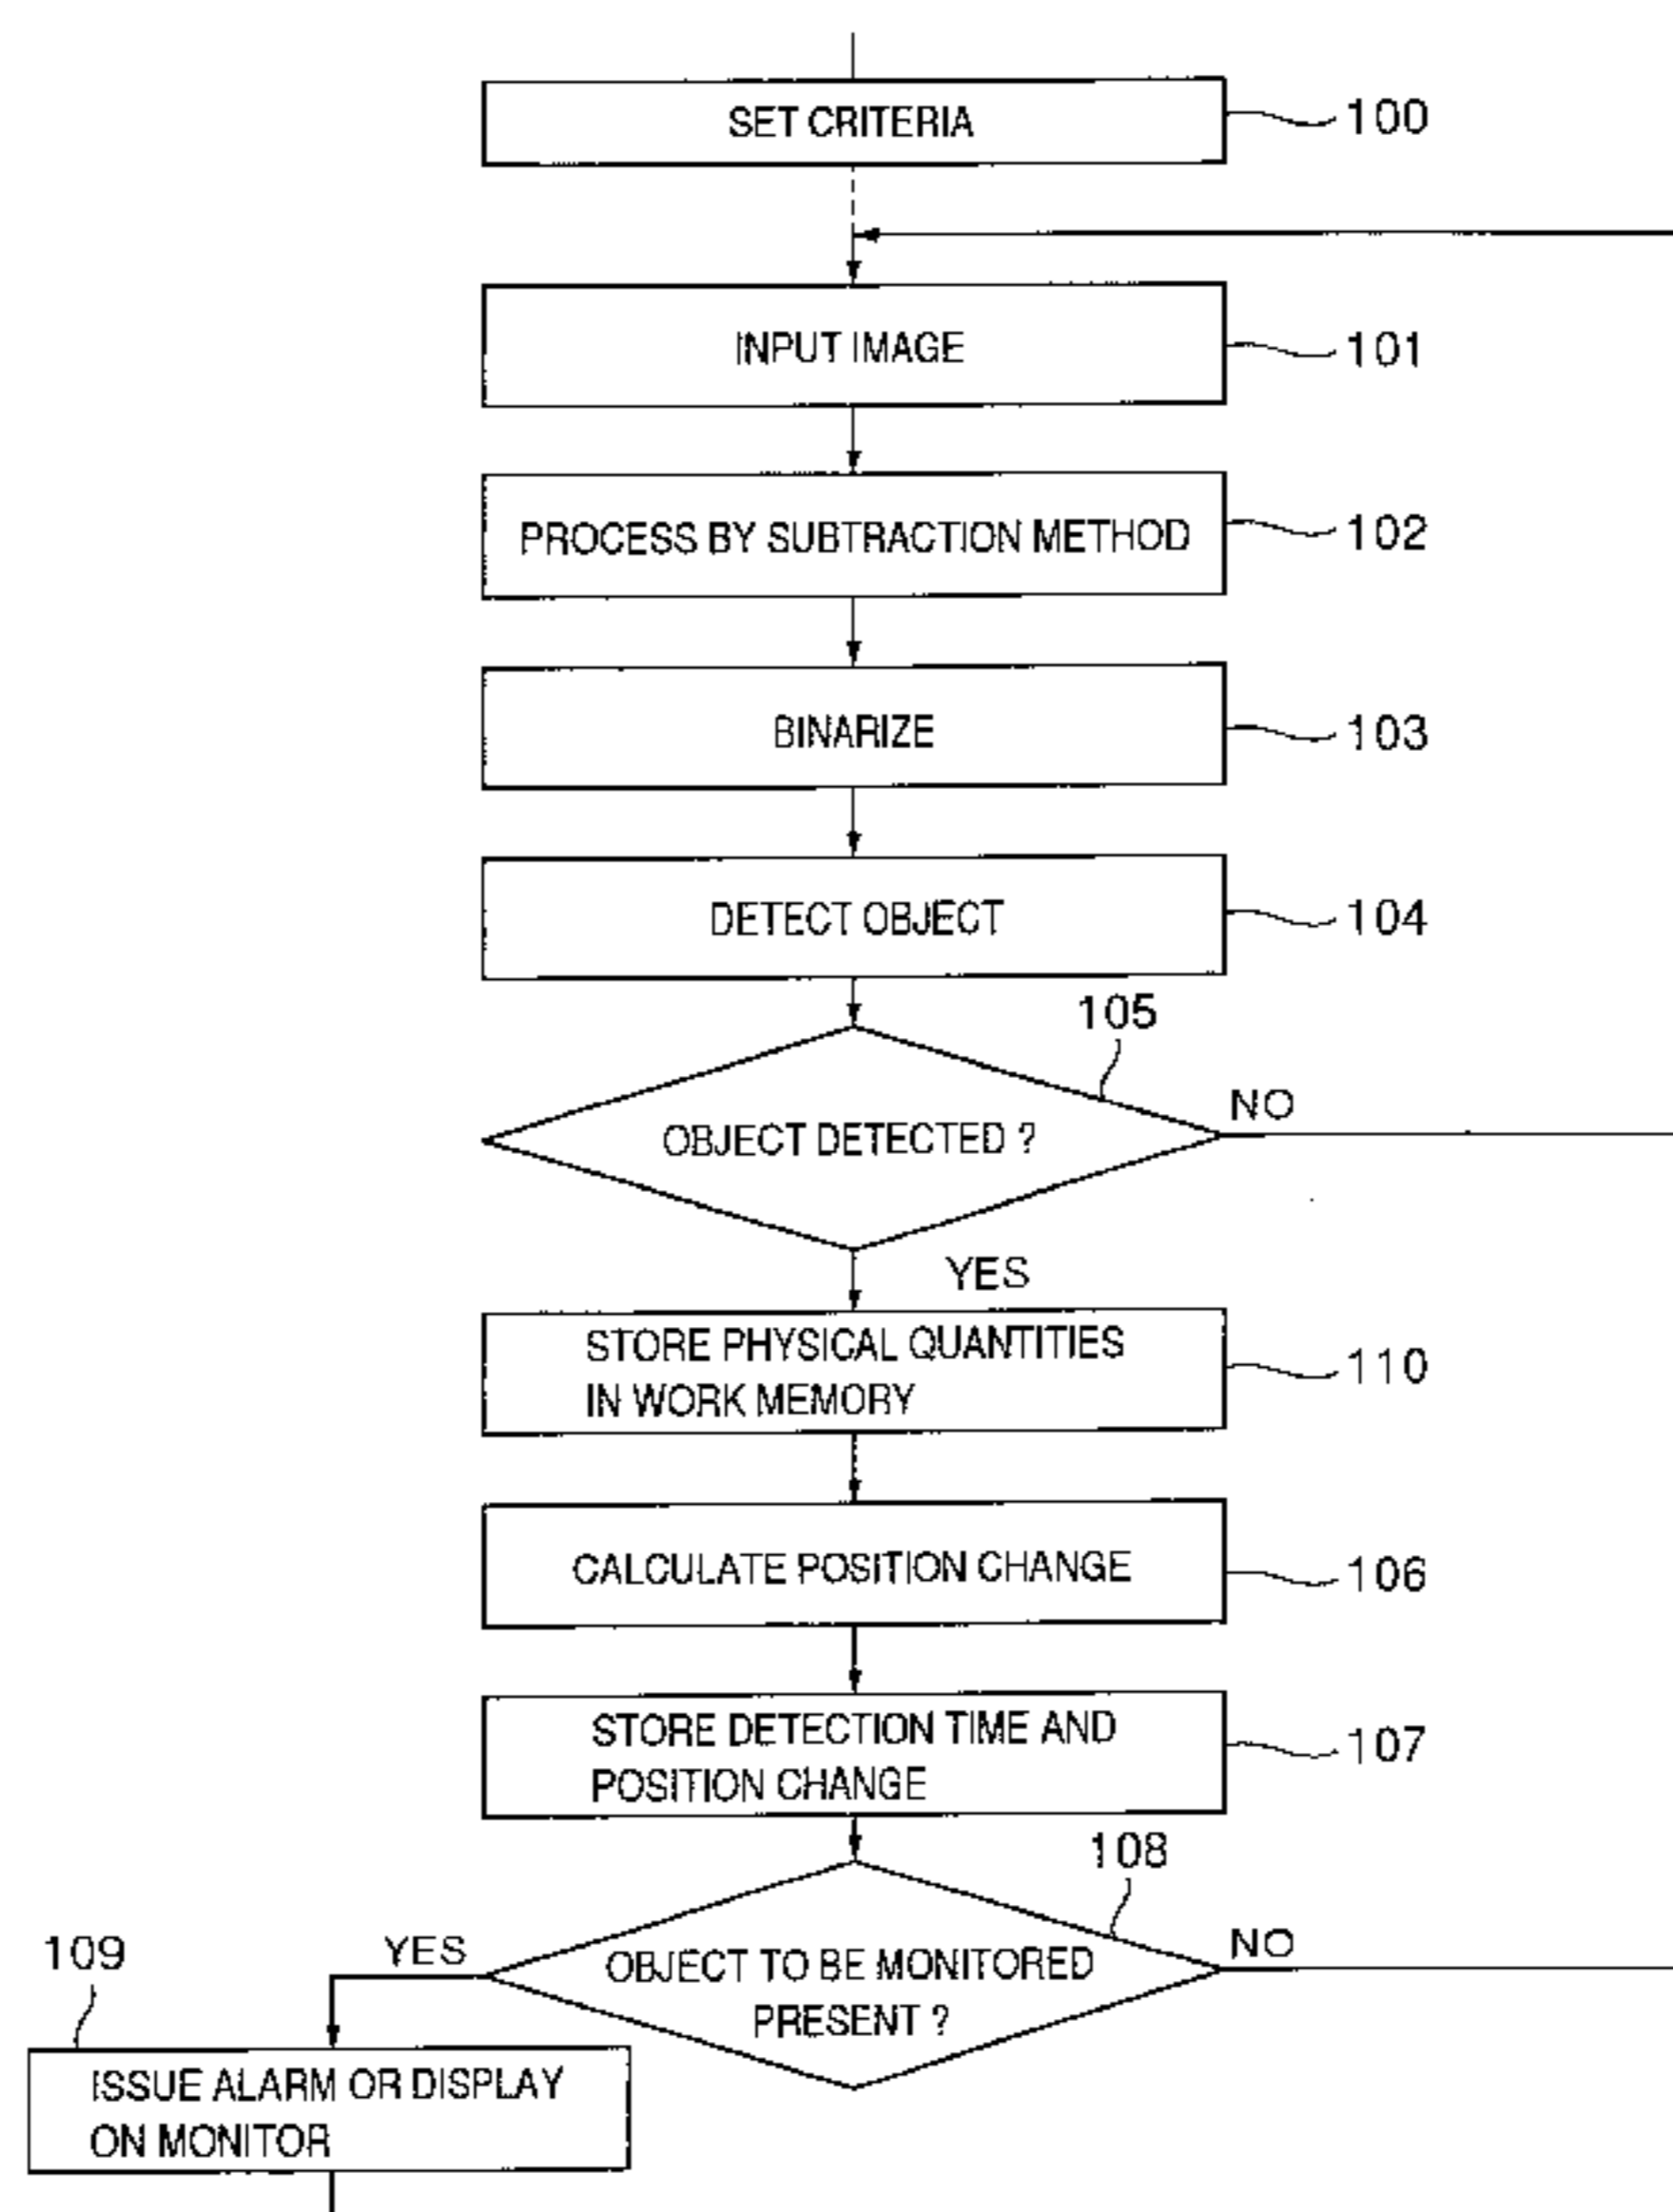 SET CRITERIA
100
INPUT IMAGE
101
PROCESS BY SUBTRACTION METHOD
102
BINARIZE
103
DETECT OBJECT
104
105
OBJECT DETECTED ?
NO
YES
STORE PHYSICAL QUANTITIES
IN WORK MEMORY
110
CALCULATE POSITION CHANGE
106
STORE DETECTION TIME AND
POSITION CHANGE
107
108
OBJECT TO BE MONITORED
PRESENT ?
NO
YES
109
ISSUE ALARM OR DISPLAY
ON MONITOR